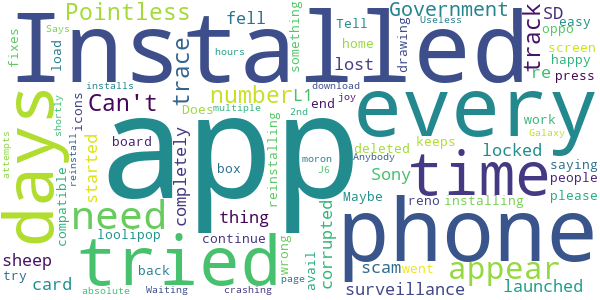 Pointless
fell
Government
SD
Installed
fixes
load
trace
something
Tell
home
lost
drawing
Useless
oppo
track
easy
screen
happy
Says
hours
re
press
installs
download
joy
Can't
number
L1
end
every
days
shortly
icons
Does
multiple
2nd
app
attempts
reinstall
started
board
completely
box
moron
J6
reinstalling
deleted
Anybody
keeps
locked
work
Galaxy
time
saying
people
compatible
need
thing
Sony
Maybe
reno
installing
please
loolipop
continue
corrupted
phone
tried
wrong
avail
sheep
try
card
back
went
scam
appear
surveillance
launched
absolute
Waiting
crashing
page